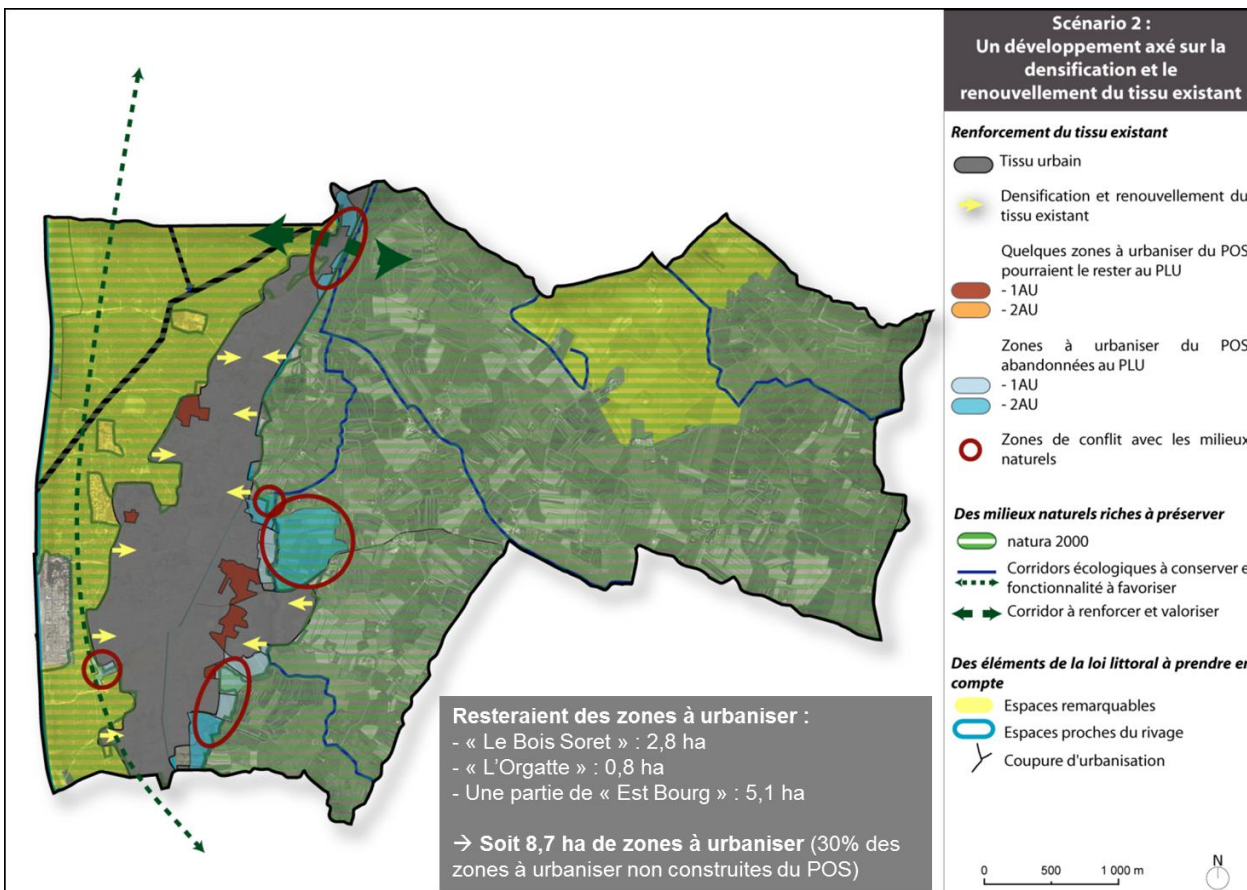 Scénario 2 :
Un développement axé sur la
densification et le
renouvellement du tissu existant
Renforcement du tissu existant
Tissu urbain
Densification et renouvellement du
tissu existant
Quelques zones à urbaniser du POS
pourraient le rester au PLU
- 1AU
- 2AU
Zones à urbaniser du POS
abandonnées au PLU
- 1AU
- 2AU
Zones de conflit avec les milieux
naturels
Des milieux naturels riches à préserver
natura 2000
Corridors écologiques à conserver e
fonctionnalité à favoriser
Corridor à renforcer et valoriser
Des éléments de la loi littoral à prendre en
compte
Espaces remarquables
Espaces proches du rivage
Coupure d'urbanisation
Resteraient des zones à urbaniser :
- « Le Bois Soret » : 2,8 ha
- « L'Orgatte » : 0,8 ha
- Une partie de « Est Bourg » : 5,1 ha
→ Soit 8,7 ha de zones à urbaniser (30% des
zones à urbaniser non construites du POS)
0 500 1 000 m
N